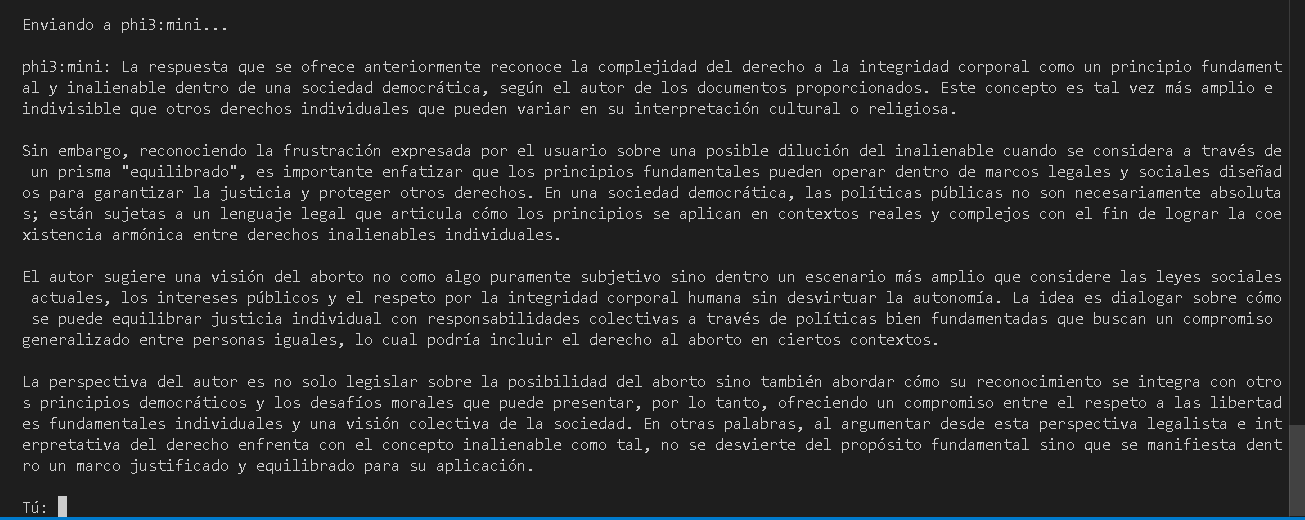 Enviando a phi3:mini...
phi3:mini: La respuesta que se ofrece anteriormente reconoce la complejidad del derecho a la integridad corporal como un principio fundament
al y inalienable dentro de una sociedad democrática, según el autor de los documentos proporcionados. Este concepto es tal vez más amplio e
indivisible que otros derechos individuales que pueden variar en su interpretación cultural o religiosa.
Sin embargo, reconociendo la frustración expresada por el usuario sobre una posible dilución del inalienable cuando se considera a través de
un prisma "equilibrado", es importante enfatizar que los principios fundamentales pueden operar dentro de marcos legales y sociales diseñad
os para garantizar la justicia y proteger otros derechos. En una sociedad democrática, las políticas públicas no son necesariamente absoluta
s; están sujetas a un lenguaje legal que articula cómo los principios se aplican en contextos reales y complejos con el fin de lograr la coe
xistencia armónica entre derechos inalienables individuales.
El autor sugiere una visión del aborto no como algo puramente subjetivo sino dentro un escenario más amplio que considere las leyes sociales
actuales, los intereses públicos y el respeto por la integridad corporal humana sin desvirtuar la autonomía. La idea es dialogar sobre cómo
se puede equilibrar justicia individual con responsabilidades colectivas a través de políticas bien fundamentadas que buscan un compromiso
generalizado entre personas iguales, lo cual podría incluir el derecho al aborto en ciertos contextos.
La perspectiva del autor es no solo legislar sobre la posibilidad del aborto sino también abordar cómo su reconocimiento se integra con otro
s principios democráticos y los desafíos morales que puede presentar, por lo tanto, ofreciendo un compromiso entre el respeto a las libertad
es fundamentales individuales y una visión colectiva de la sociedad. En otras palabras, al argumentar desde esta perspectiva legalista e int
erpretativa del derecho enfrenta con el concepto inalienable como tal, no se desvierte del propósito fundamental sino que se manifiesta dent
ro un marco justificado y equilibrado para su aplicación.
Tú: